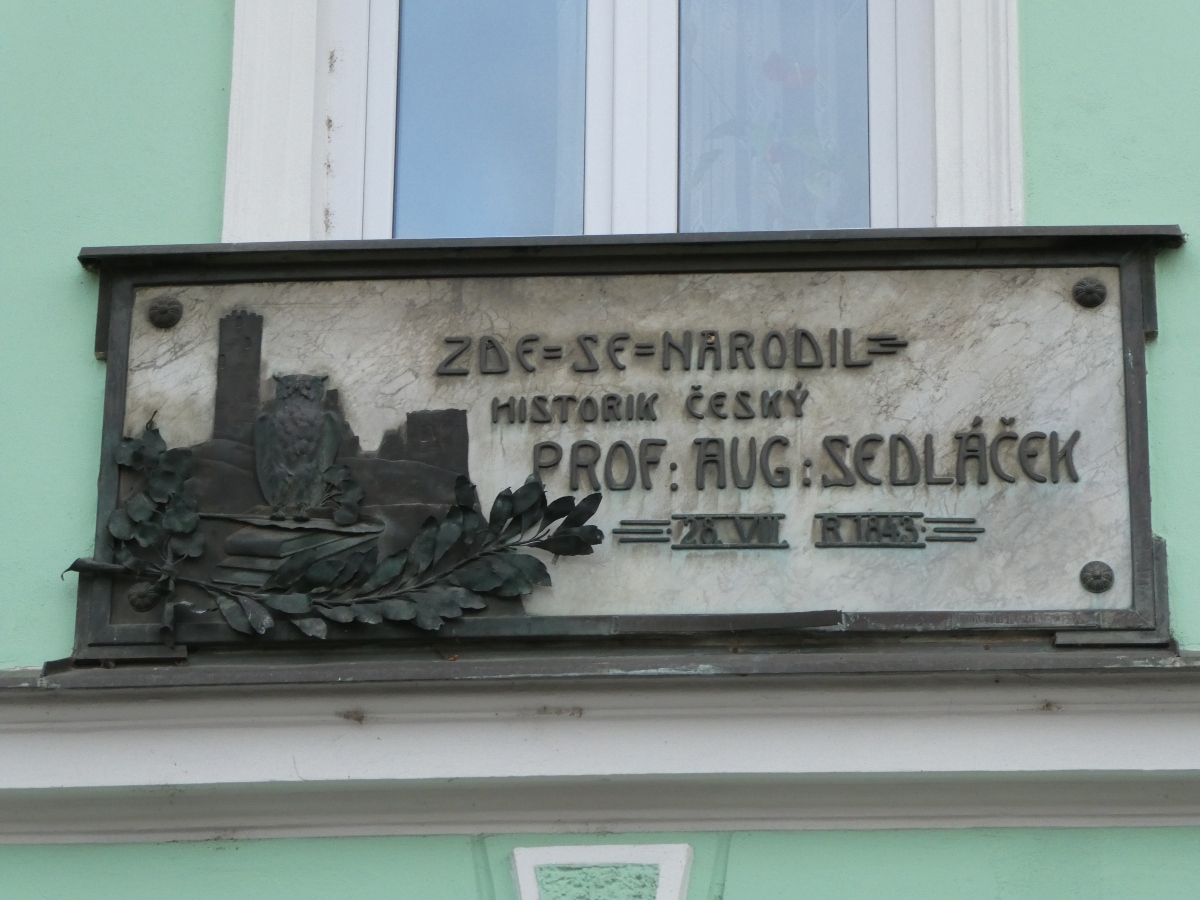 ZDE=SE=NARODIL
HISTORIK ČESKÝ
PROF: AUG: SEDLÁČEK
28. VIII. R 1843.